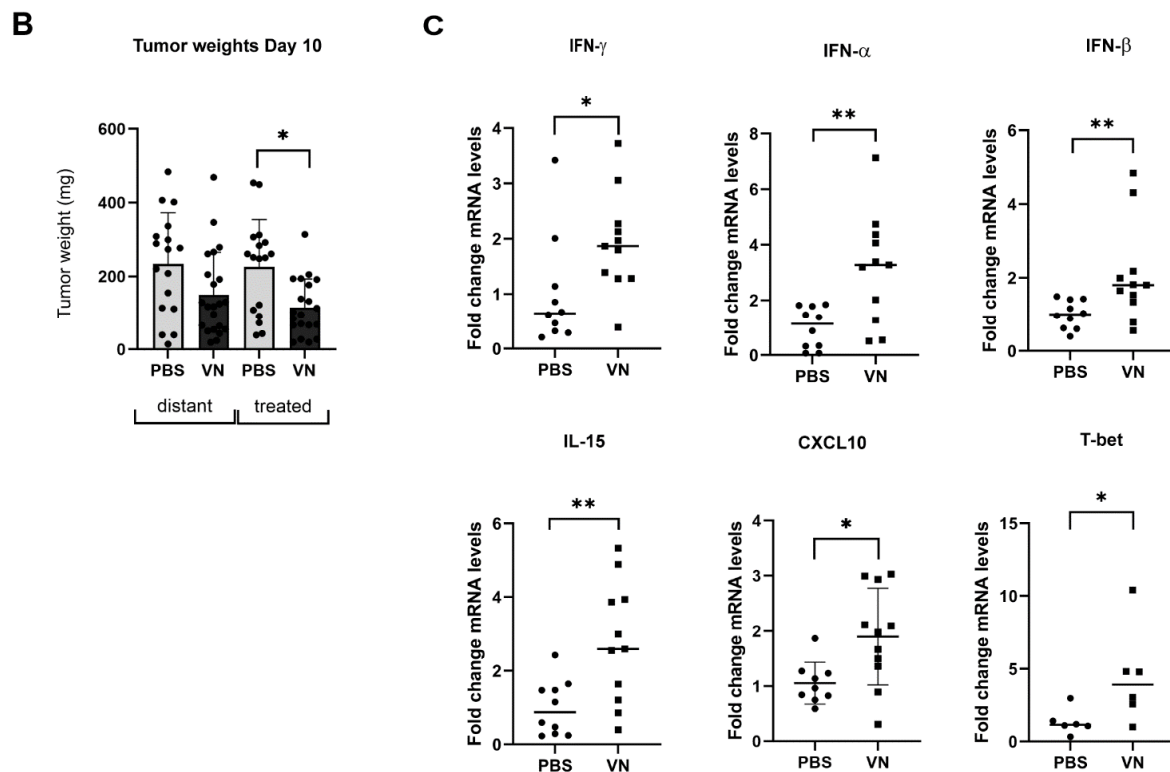 B
Tumor weights Day 10
Tumor weight (mg)
600
400
200
0
*
PBS VN PBS VN
distant treated
C
IFN-γ
Fold change mRNA levels
4
3
2
1
0
*
PBS VN
IFN-α
Fold change mRNA levels
8
6
4
2
0
**
PBS VN
IFN-β
Fold change mRNA levels
6
4
2
0
**
PBS VN
IL-15
Fold change mRNA levels
6
4
2
0
**
PBS VN
CXCL10
Fold change mRNA levels
4
3
2
1
0
*
PBS VN
T-bet
Fold change mRNA levels
15
10
5
0
*
PBS VN